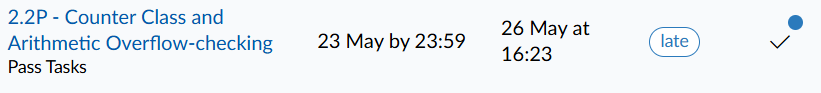 2.2P - Counter Class and
Arithmetic Overflow-checking
Pass Tasks
23 May by 23:59
26 May at
16:23
late